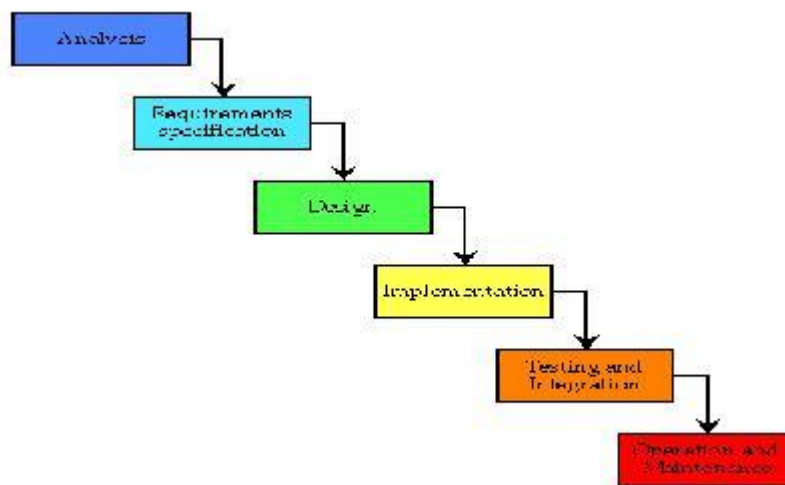 Analysis
Requirements
specification
Design
Implementation
Testing and
Integration
Operation and
Maintenance